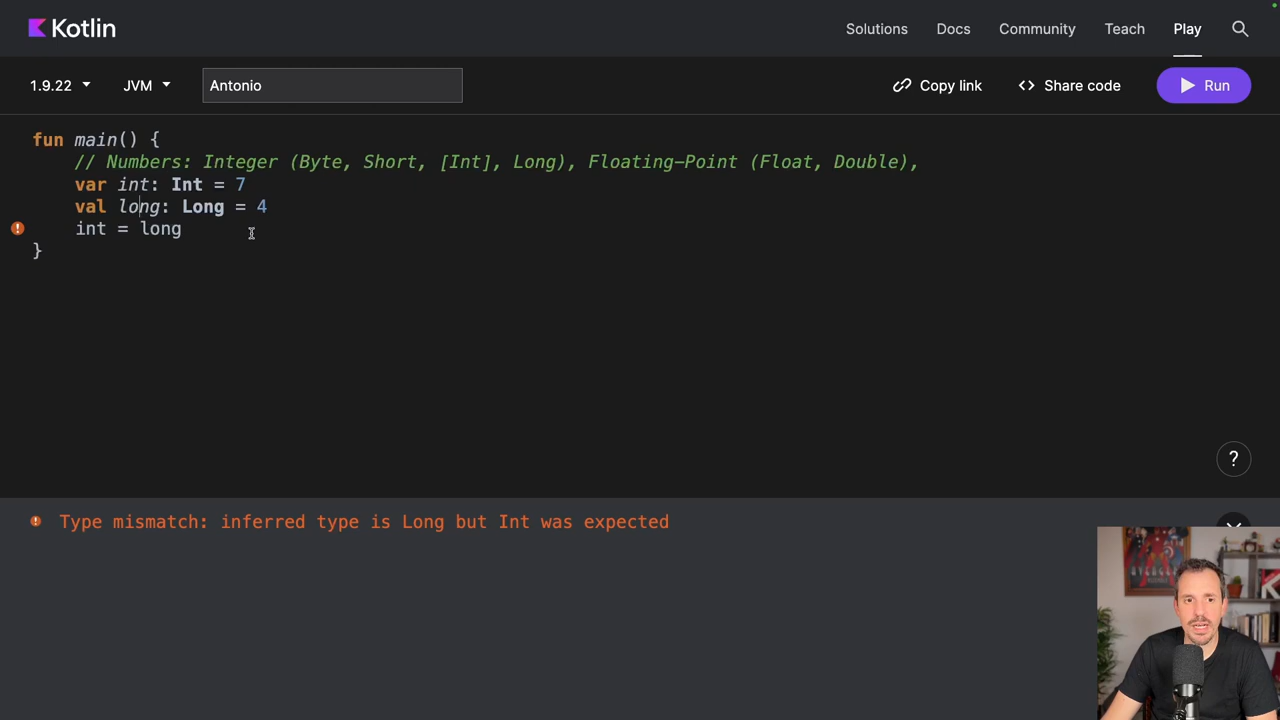 Kotlin
Solutions Docs Community Teach Play
1.9.22 JVM Antonio Copy link <> Share code Run
fun main() {
// Numbers: Integer (Byte, Short, [Int], Long), Floating-Point (Float, Double),
var int: Int = 7
val long: Long = 4
int = long
}
?
Type mismatch: inferred type is Long but Int was expected